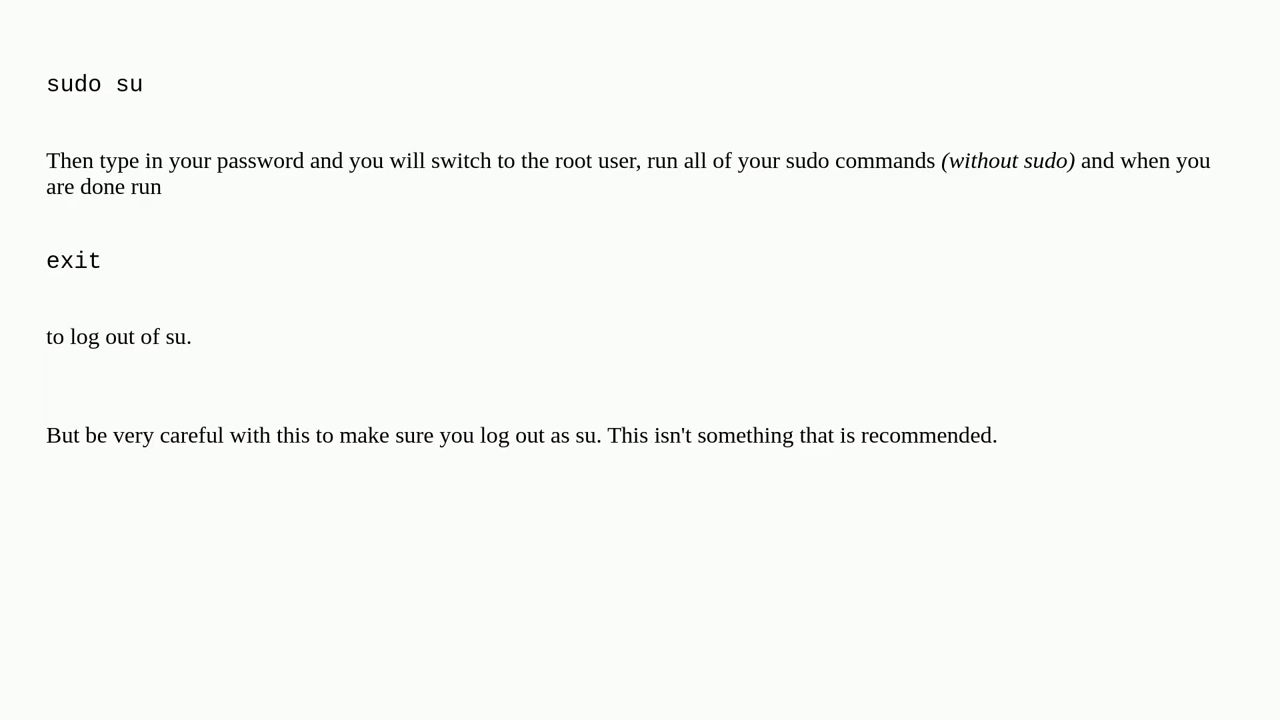 sudo su
Then type in your password and you will switch to the root user, run all of your sudo commands (without sudo) and when you
are done run
exit
to log out of su.
But be very careful with this to make sure you log out as su. This isn't something that is recommended.